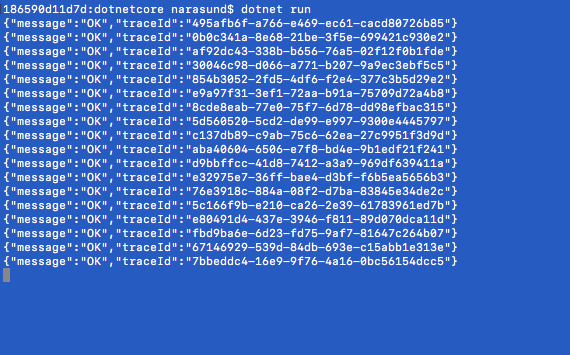 186590d11d7d:dotnetcore narasund$ dotnet run
{"message":"OK","traceId":"495afb6f-a766-e469-ec61-cacd80726b85"}
{"message":"OK","traceId":"0b0c341a-8e68-21be-3f5e-699421c930e2"}
{"message":"OK","traceId":"af92dc43-338b-b656-76a5-02f12f0b1fde"}
{"message":"OK","traceId":"30046c98-d066-a771-b207-9a9ec3ebf5c5"}
{"message":"OK","traceId":"854b3052-2fd5-4df6-f2e4-377c3b5d29e2"}
{"message":"OK","traceId":"e9a97f31-3ef1-72aa-b91a-75709d72a4b8"}
{"message":"OK","traceId":"8cde8eab-77e0-75f7-6d78-dd98efbac315"}
{"message":"OK","traceId":"5d560520-5cd2-de99-e997-9300e4445797"}
{"message":"OK","traceId":"c137db89-c9ab-75c6-62ea-27c9951f3d9d"}
{"message":"OK","traceId":"aba40604-6506-e7f8-bd4e-9b1edf21f241"}
{"message":"OK","traceId":"d9bbffcc-41d8-7412-a3a9-969df639411a"}
{"message":"OK","traceId":"e32975e7-36ff-bae4-d3bf-f6b5ea5656b3"}
{"message":"OK","traceId":"76e3918c-884a-08f2-d7ba-83845e34de2c"}
{"message":"OK","traceId":"5c166f9b-e210-ca26-2e39-61783961ed7b"}
{"message":"OK","traceId":"e80491d4-437e-3946-f811-89d070dca11d"}
{"message":"OK","traceId":"fbd9ba6e-6d23-fd75-9af7-81647c264b07"}
{"message":"OK","traceId":"67146929-539d-84db-693e-c15abb1e313e"}
{"message":"OK","traceId":"7bbeddc4-16e9-9f76-4a16-0bc56154dcc5"}